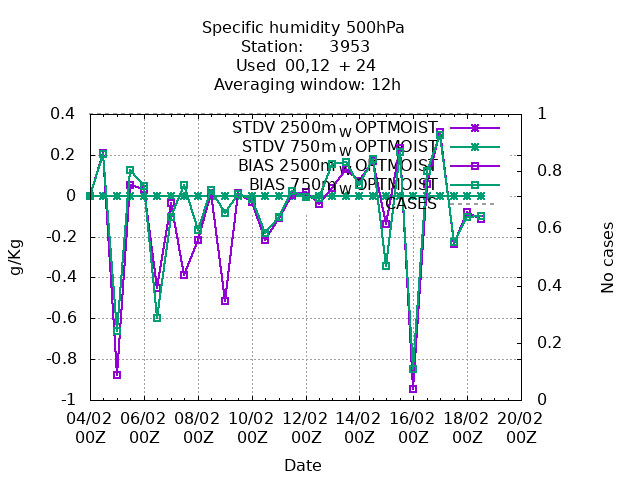 Specific humidity 500hPa
Station: 3953
Used 00,12 + 24
Averaging window: 12h
0.4
0.2
0
-0.2
-0.4
-0.6
-0.8
-1
1
0.8
0.6
0.4
0.2
0
STDV 2500m_W OPTMOIST
STDV 750m_W OPTMOIST
BIAS 2500m_W OPTMOIST
BIAS 750m_W OPTMOIST
CASES
g/Kg
No cases
04/02 06/02 08/02 10/02 12/02 14/02 16/02 18/02 20/02
00Z 00Z 00Z 00Z 00Z 00Z 00Z 00Z 00Z
Date